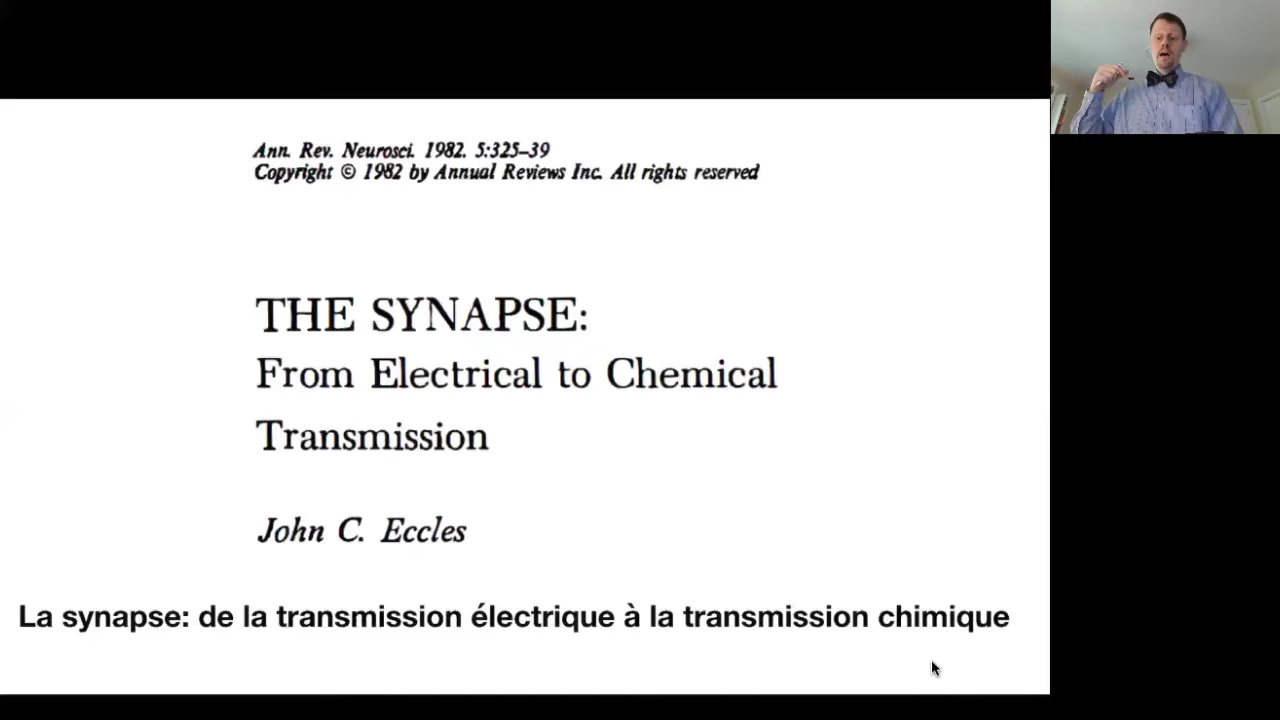 Ann. Rev. Neurosci. 1982. 5:325–39
Copyright © 1982 by Annual Reviews Inc. All rights reserved
THE SYNAPSE:
From Electrical to Chemical
Transmission
John C. Eccles
La synapse: de la transmission électrique à la transmission chimique